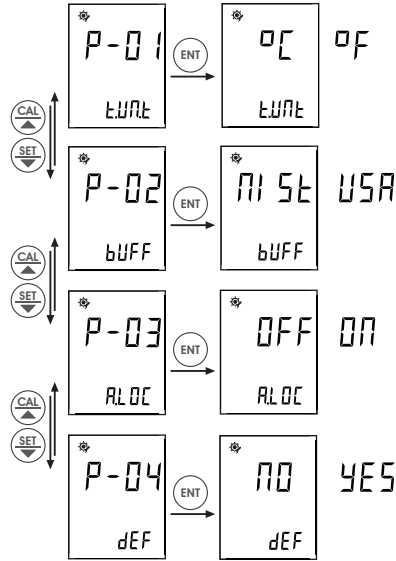 P-01 ENT °C °F
t.UNt t.UNt
CAL
SET
P-02 ENT NISt USA
bUFF bUFF
CAL
SET
P-03 ENT OFF ON
A.LOC A.LOC
CAL
SET
P-04 ENT NO YES
dEF dEF